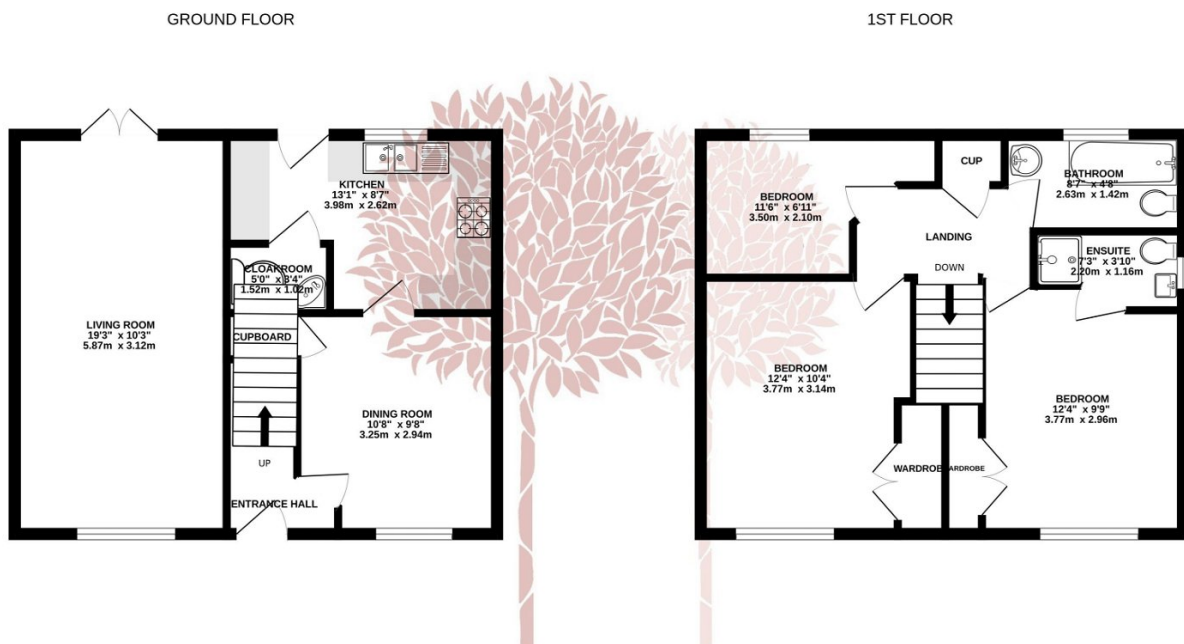 GROUND FLOOR
KITCHEN
13'1" x 8'7"
3.98m x 2.62m
CLOAKROOM
5'0" x 3'4"
1.52m x 1.02m
LIVING ROOM
19'3" x 10'3"
5.87m x 3.12m
CUPBOARD
DINING ROOM
10'8" x 9'8"
3.25m x 2.94m
UP
ENTRANCE HALL
1ST FLOOR
CUP
BATHROOM
8'7" x 4'8"
2.63m x 1.42m
BEDROOM
11'6" x 6'11"
3.50m x 2.10m
LANDING
ENSUITE
7'3" x 3'10"
2.20m x 1.16m
DOWN
BEDROOM
12'4" x 10'4"
3.77m x 3.14m
BEDROOM
12'4" x 9'9"
3.77m x 2.96m
WARDROBE
ARDROBE